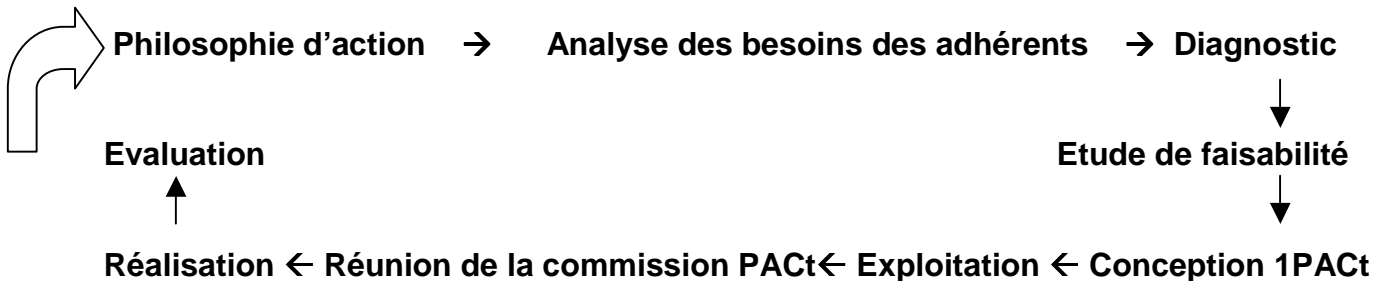 Philosophie d’action → Analyse des besoins des adhérents → Diagnostic
Evaluation Etude de faisabilité
Réalisation ← Réunion de la commission PACt← Exploitation ← Conception 1PACt